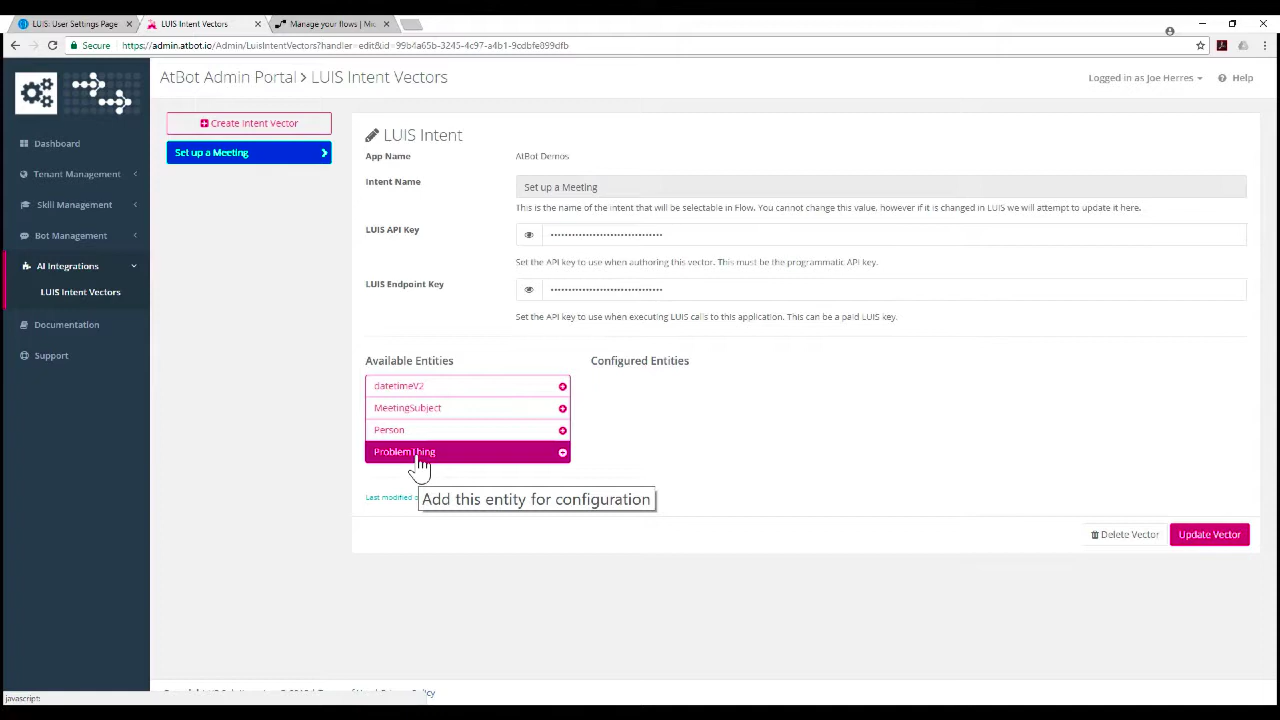 LUIS: User Settings Page
LUIS Intent Vectors
Manage your flows | Mic
Secure
https://admin.atbot.io/Admin/LuisIntentVectors?handler=edit&id=99b4a65b-3245-4c97-a4b1-9cdbfe899dfb
AtBot Admin Portal > LUIS Intent Vectors
Logged in as Joe Herres
Help
Dashboard
Tenant Management
Skill Management
Bot Management
AI Integrations
LUIS Intent Vectors
Documentation
Support
Create Intent Vector
Set up a Meeting
LUIS Intent
App Name
AtBot Demos
Intent Name
Set up a Meeting
This is the name of the intent that will be selectable in Flow. You cannot change this value, however if it is changed in LUIS we will attempt to update it here.
LUIS API Key
Set the API key to use when authoring this vector. This must be the programmatic API key.
LUIS Endpoint Key
Set the API key to use when executing LUIS calls to this application. This can be a paid LUIS key.
Available Entities
Configured Entities
datetimeV2
MeetingSubject
Person
ProblemThing
Add this entity for configuration
Last modified
Delete Vector
Update Vector
Policy
javascript: